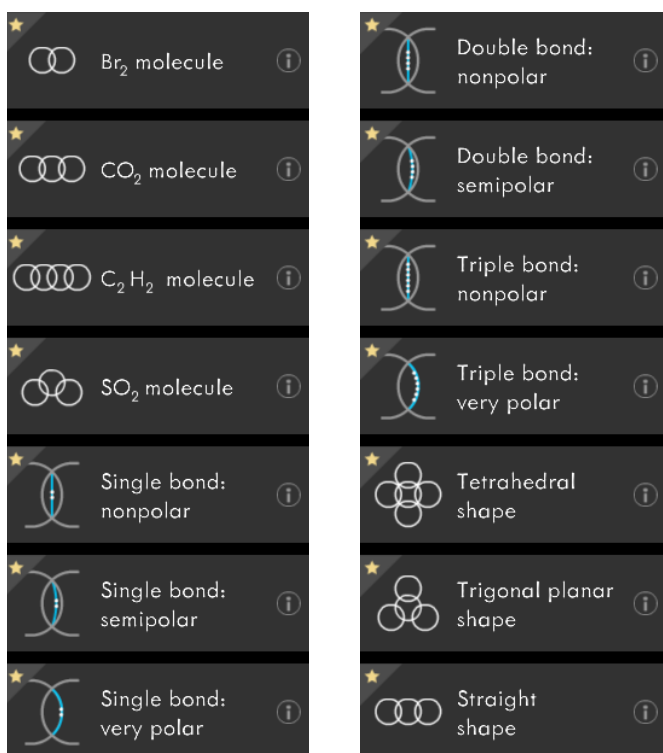 Br₂ molecule
CO₂ molecule
C₂H₂ molecule
SO₂ molecule
Single bond:
nonpolar
Single bond:
semipolar
Single bond:
very polar
Double bond:
nonpolar
Double bond:
semipolar
Triple bond:
nonpolar
Triple bond:
very polar
Tetrahedral
shape
Trigonal planar
shape
Straight
shape